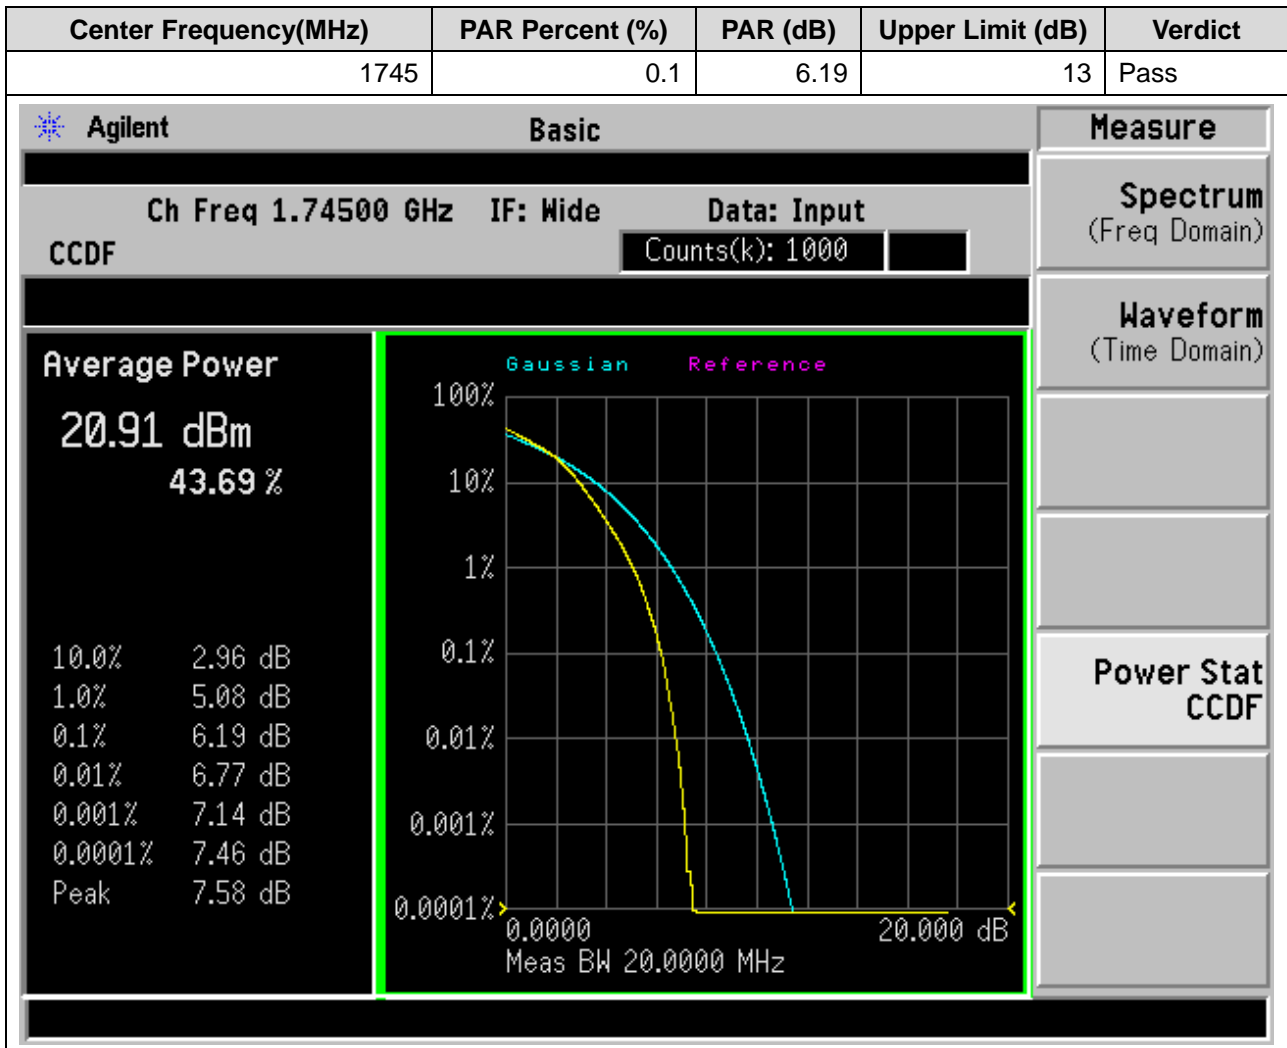 Center Frequency(MHz) PAR Percent (%) PAR (dB) Upper Limit (dB) Verdict
1745 0.1 6.19 13 Pass
Agilent Basic Measure
Ch Freq 1.74500 GHz IF: Wide Data: Input
CCDF Counts(k): 1000
Spectrum
(Freq Domain)
Waveform
(Time Domain)
Power Stat
CCDF
Average Power
20.91 dBm
43.69 %
10.0% 2.96 dB
1.0% 5.08 dB
0.1% 6.19 dB
0.01% 6.77 dB
0.001% 7.14 dB
0.0001% 7.46 dB
Peak 7.58 dB
Gaussian Reference
100%
10%
1%
0.1%
0.01%
0.001%
0.0001%
0.0000 20.000 dB
Meas BW 20.0000 MHz